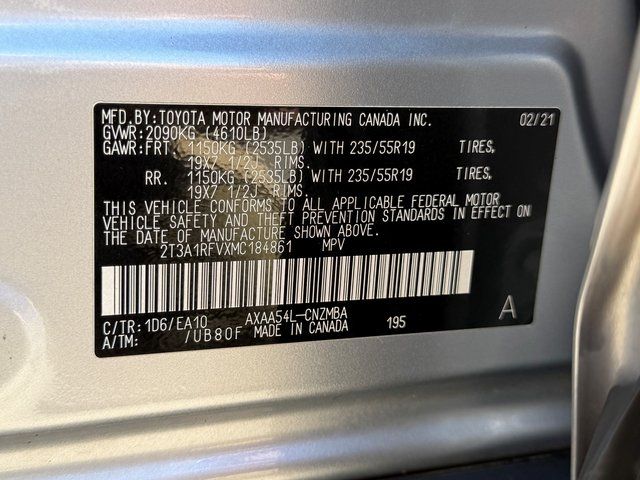 MFD.BY:TOYOTA MOTOR MANUFACTURING CANADA INC. 02/21
GVWR:2090KG (4610LB)
GAWR:FRT 1150KG (2535LB) WITH 235/55R19 TIRES,
19X7 1/2J RIMS.
RR. 1150KG (2535LB) WITH 235/55R19 TIRES,
19X7 1/2J RIMS.
THIS VEHICLE CONFORMS TO ALL APPLICABLE FEDERAL MOTOR
VEHICLE SAFETY AND THEFT PREVENTION STANDARDS IN EFFECT ON
THE DATE OF MANUFACTURE SHOWN ABOVE.
2T3A1RFVXMC184861 MPV
C/TR:1D6/EA10 AXAA54L-CNZMBA 195 A
A/TM: /UB80F MADE IN CANADA